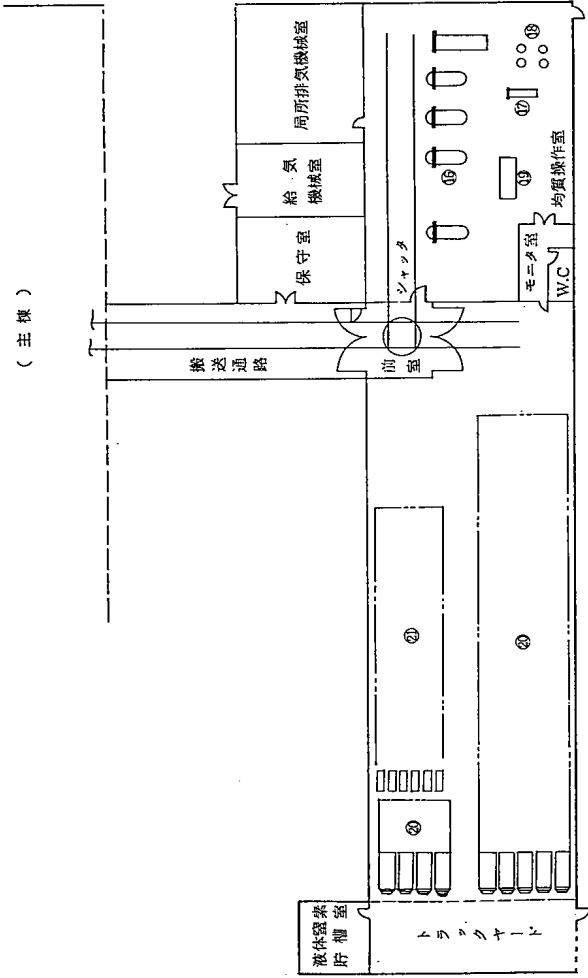 (主棟)
局所排気機械室
給気
機械室
保守室
搬送通路
前室
シャッタ
⑯
⑰
⑱
⑲
均質操作室
モニタ室
W.C
㉑
⑳
⑳
液体窒素
貯槽室
トラックヤード